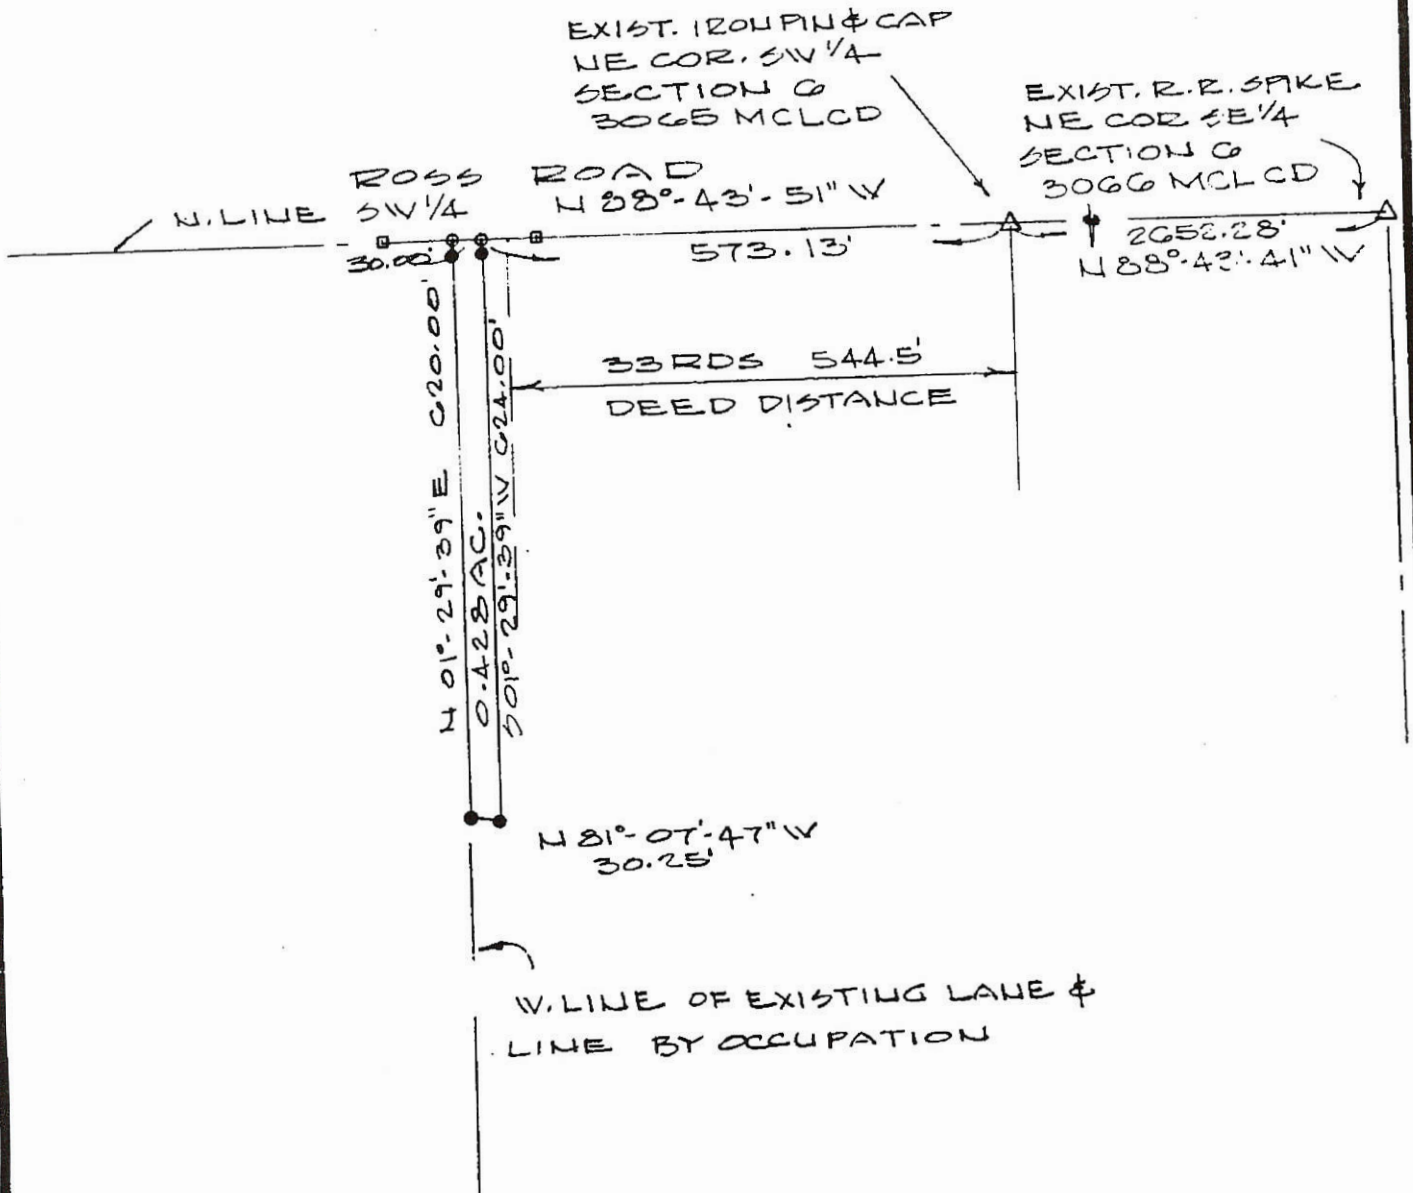 EXIST. IRON PIN & CAP
NE COR. SW 1/4
SECTION 6
3065 MCLCD
EXIST. R.R. SPIKE
NE COR SE 1/4
SECTION 6
3066 MCLCD
ROSS ROAD
N. LINE SW 1/4
N 88°-43'-51" W
30.00'
573.13'
2652.28'
N 88°-43'-41" W
33 RDS 544.5'
DEED DISTANCE
N 01°-29'-39" E 620.00'
0.428 AC.
S 01°-29'-39" W 624.00'
N 81°-07'-47" W
30.25'
W. LINE OF EXISTING LANE &
LINE BY OCCUPATION